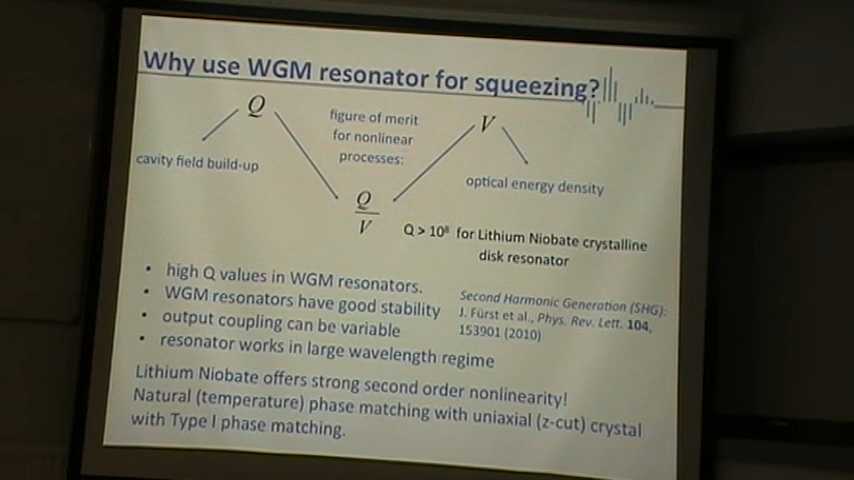 Why use WGM resonator for squeezing?
Q
figure of merit
for nonlinear
processes:
V
cavity field build-up
optical energy density
Q
V
Q > 10⁸ for Lithium Niobate crystalline
disk resonator
• high Q values in WGM resonators.
• WGM resonators have good stability
• output coupling can be variable
• resonator works in large wavelength regime
Second Harmonic Generation (SHG):
J. Fürst et al., Phys. Rev. Lett. 104,
153901 (2010)
Lithium Niobate offers strong second order nonlinearity!
Natural (temperature) phase matching with uniaxial (z-cut) crystal
with Type I phase matching.